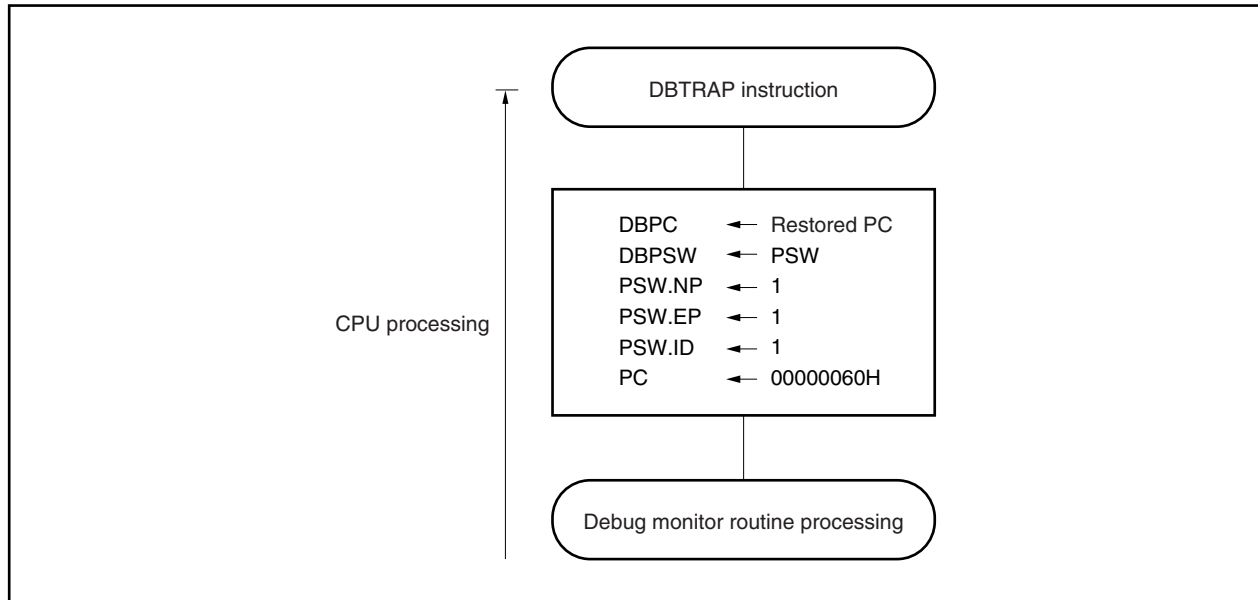 DBTRAP instruction
DBPC ← Restored PC
DBPSW ← PSW
PSW.NP ← 1
PSW.EP ← 1
PSW.ID ← 1
PC ← 00000060H
CPU processing
Debug monitor routine processing